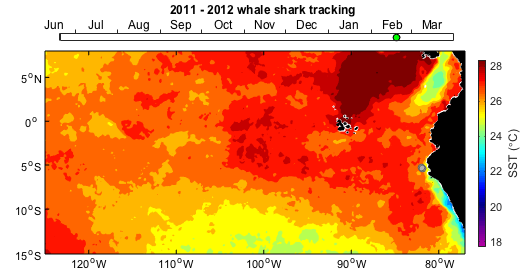 2011 - 2012 whale shark tracking
Jun Jul Aug Sep Oct Nov Dec Jan Feb Mar
5°N
0°
5°S
10°S
15°S
120°W 110°W 100°W 90°W 80°W
28
26
24
22
20
18
SST (°C)